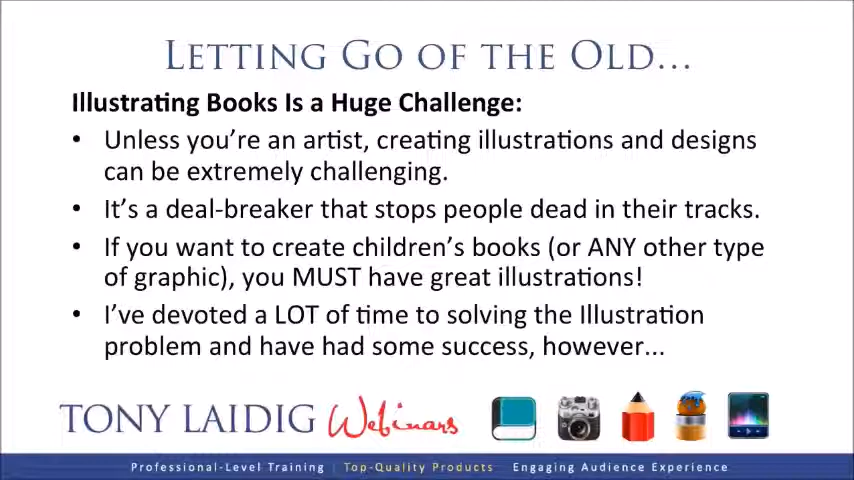 LETTING GO OF THE OLD...
Illustrating Books Is a Huge Challenge:
• Unless you're an artist, creating illustrations and designs
can be extremely challenging.
• It's a deal-breaker that stops people dead in their tracks.
• If you want to create children's books (or ANY other type
of graphic), you MUST have great illustrations!
• I've devoted a LOT of time to solving the Illustration
problem and have had some success, however...
TONY LAIDIG Webinars
Professional-Level Training | Top-Quality Products Engaging Audience Experience